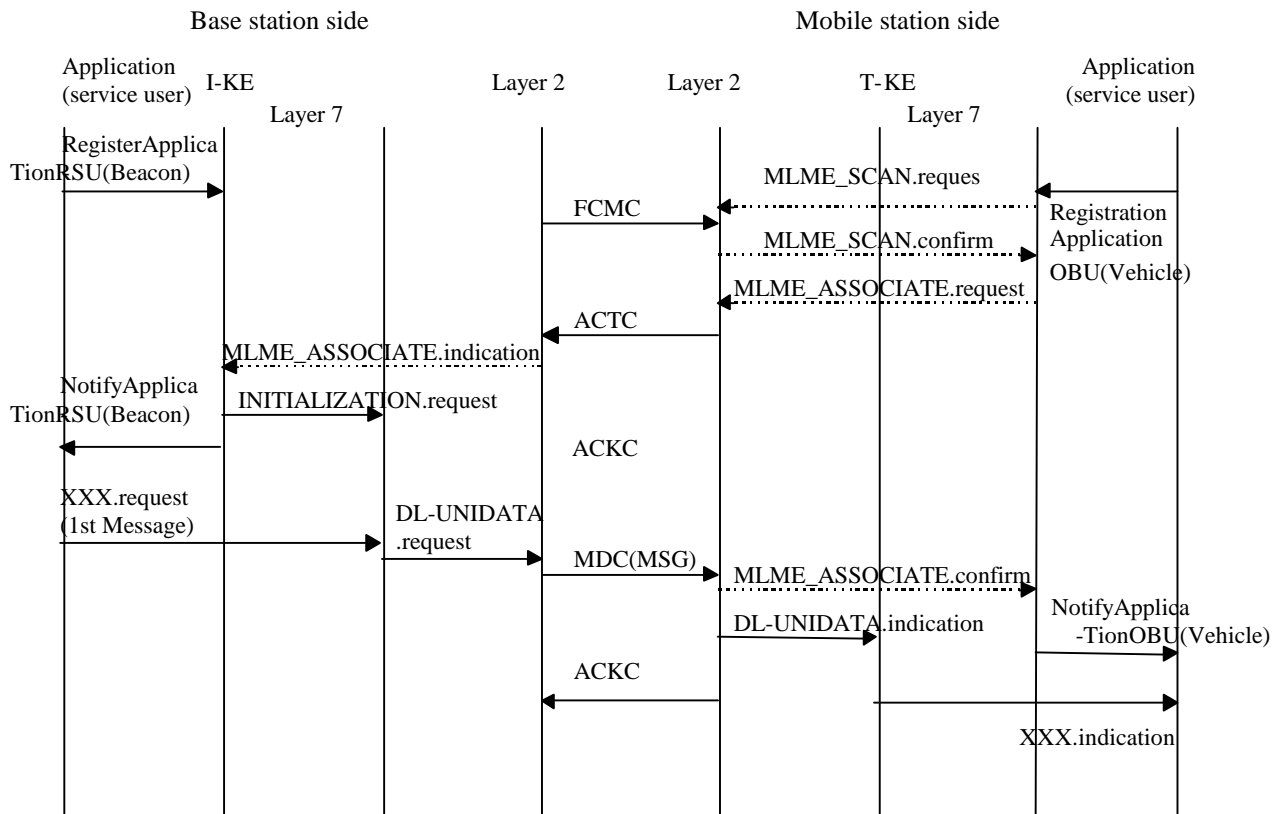 Base station side
Mobile station side
Application
(service user)
I-KE
Layer 7
Layer 2
Layer 2
T-KE
Layer 7
Application
(service user)
RegisterApplica
TionRSU(Beacon)
MLME_SCAN.reques
FCMC
Registration
Application
OBU(Vehicle)
MLME_SCAN.confirm
MLME_ASSOCIATE.request
ACTC
MLME_ASSOCIATE.indication
NotifyApplica
TionRSU(Beacon)
INITIALIZATION.request
ACKC
XXX.request
(1st Message)
DL-UNIDATA
.request
MDC(MSG)
MLME_ASSOCIATE.confirm
NotifyApplica
-TionOBU(Vehicle)
DL-UNIDATA.indication
ACKC
XXX.indication